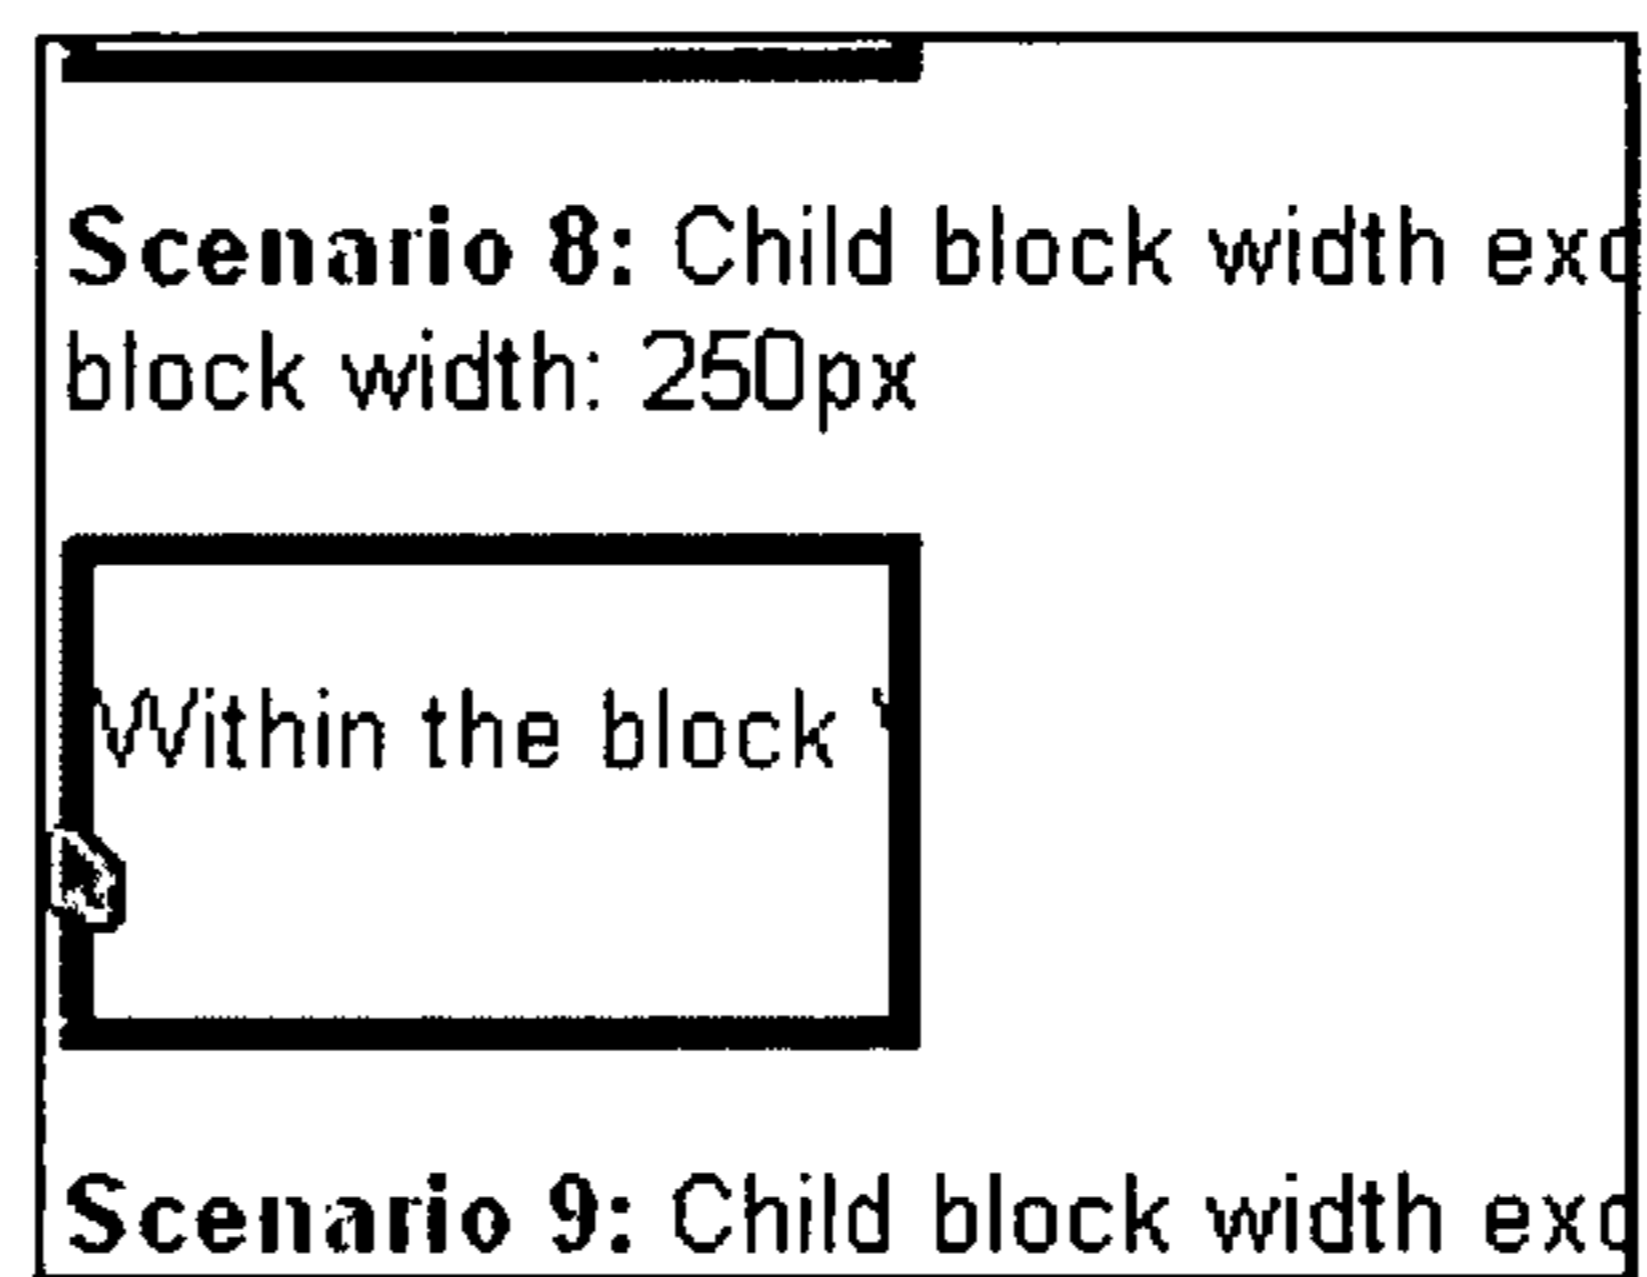 Scenario 8: Child block width exc
block width: 250px
Within the block
Scenario 9: Child block width exc